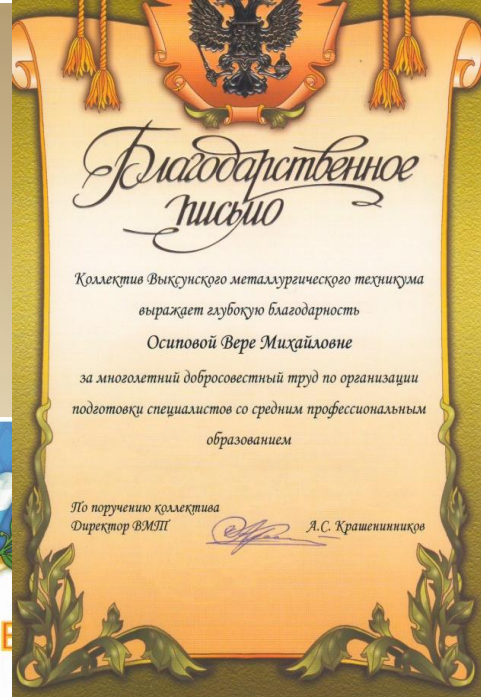 Благодарственное
письмо
Коллектив Выксунского металлургического техникума
выражает глубокую благодарность
Осиповой Вере Михайловне
за многолетний добросовестный труд по организации
подготовки специалистов со средним профессиональным
образованием
По поручению коллектива
Директор ВМТ А.С. Крашенинников